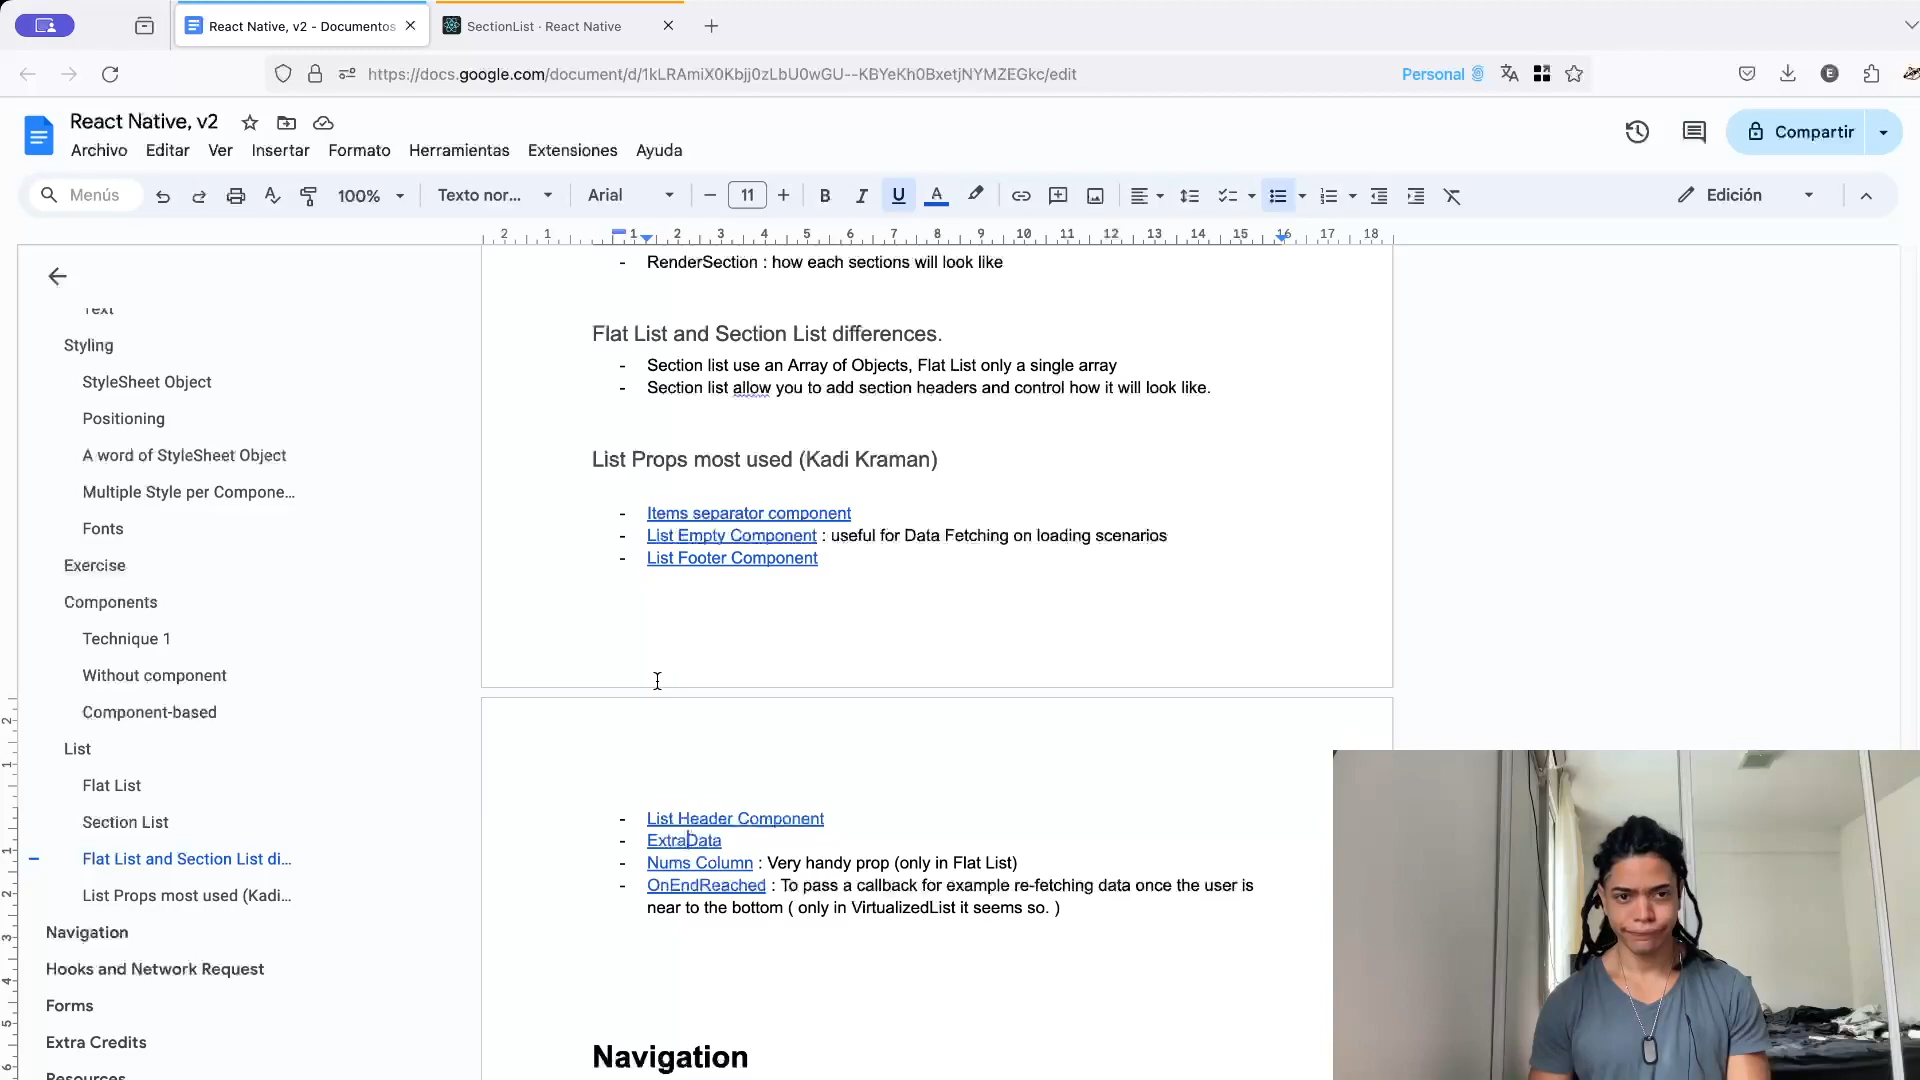 React Native, v2 - Documentos
SectionList · React Native
https://docs.google.com/document/d/1kLRAmiX0Kbjj0zLbU0wGU--KBYeKh0BxetjNYMZEGkc/edit
Personal
E
React Native, v2
Compartir
Archivo Editar Ver Insertar Formato Herramientas Extensiones Ayuda
Menús
100%
Texto nor...
Arial
11
Edición
2 1 1 2 3 4 5 6 7 8 9 10 11 12 13 14 15 16 17 18
Text
Styling
StyleSheet Object
Positioning
A word of StyleSheet Object
Multiple Style per Compone...
Fonts
Exercise
Components
Technique 1
Without component
Component-based
List
Flat List
Section List
Flat List and Section List di...
List Props most used (Kadi...
Navigation
Hooks and Network Request
Forms
Extra Credits
Resources
2
1
1
2
3
4
5
6
- RenderSection : how each sections will look like
Flat List and Section List differences.
- Section list use an Array of Objects, Flat List only a single array
- Section list allow you to add section headers and control how it will look like.
List Props most used (Kadi Kraman)
- Items separator component
- List Empty Component : useful for Data Fetching on loading scenarios
- List Footer Component
- List Header Component
- ExtraData
- Nums Column : Very handy prop (only in Flat List)
- OnEndReached : To pass a callback for example re-fetching data once the user is
near to the bottom ( only in VirtualizedList it seems so. )
Navigation